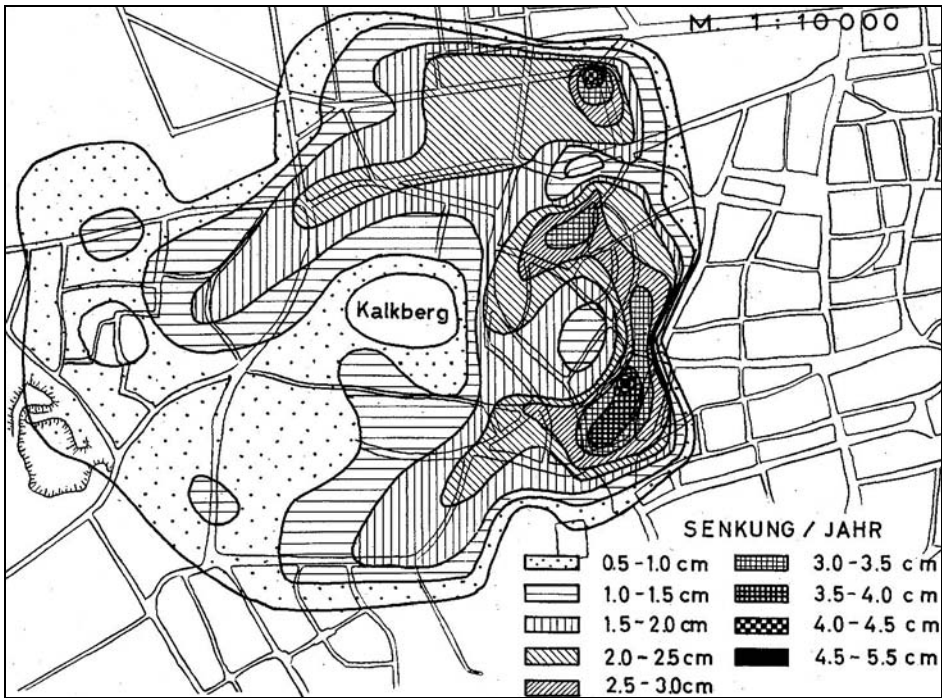 M. 1:10000
Kalkberg
SENKUNG / JAHR
0.5-1.0 cm
1.0-1.5 cm
1.5-2.0 cm
2.0-25 cm
2.5-3.0cm
3.0-3.5 cm
3.5-4.0 cm
4.0-4.5 cm
4.5-5.5 cm